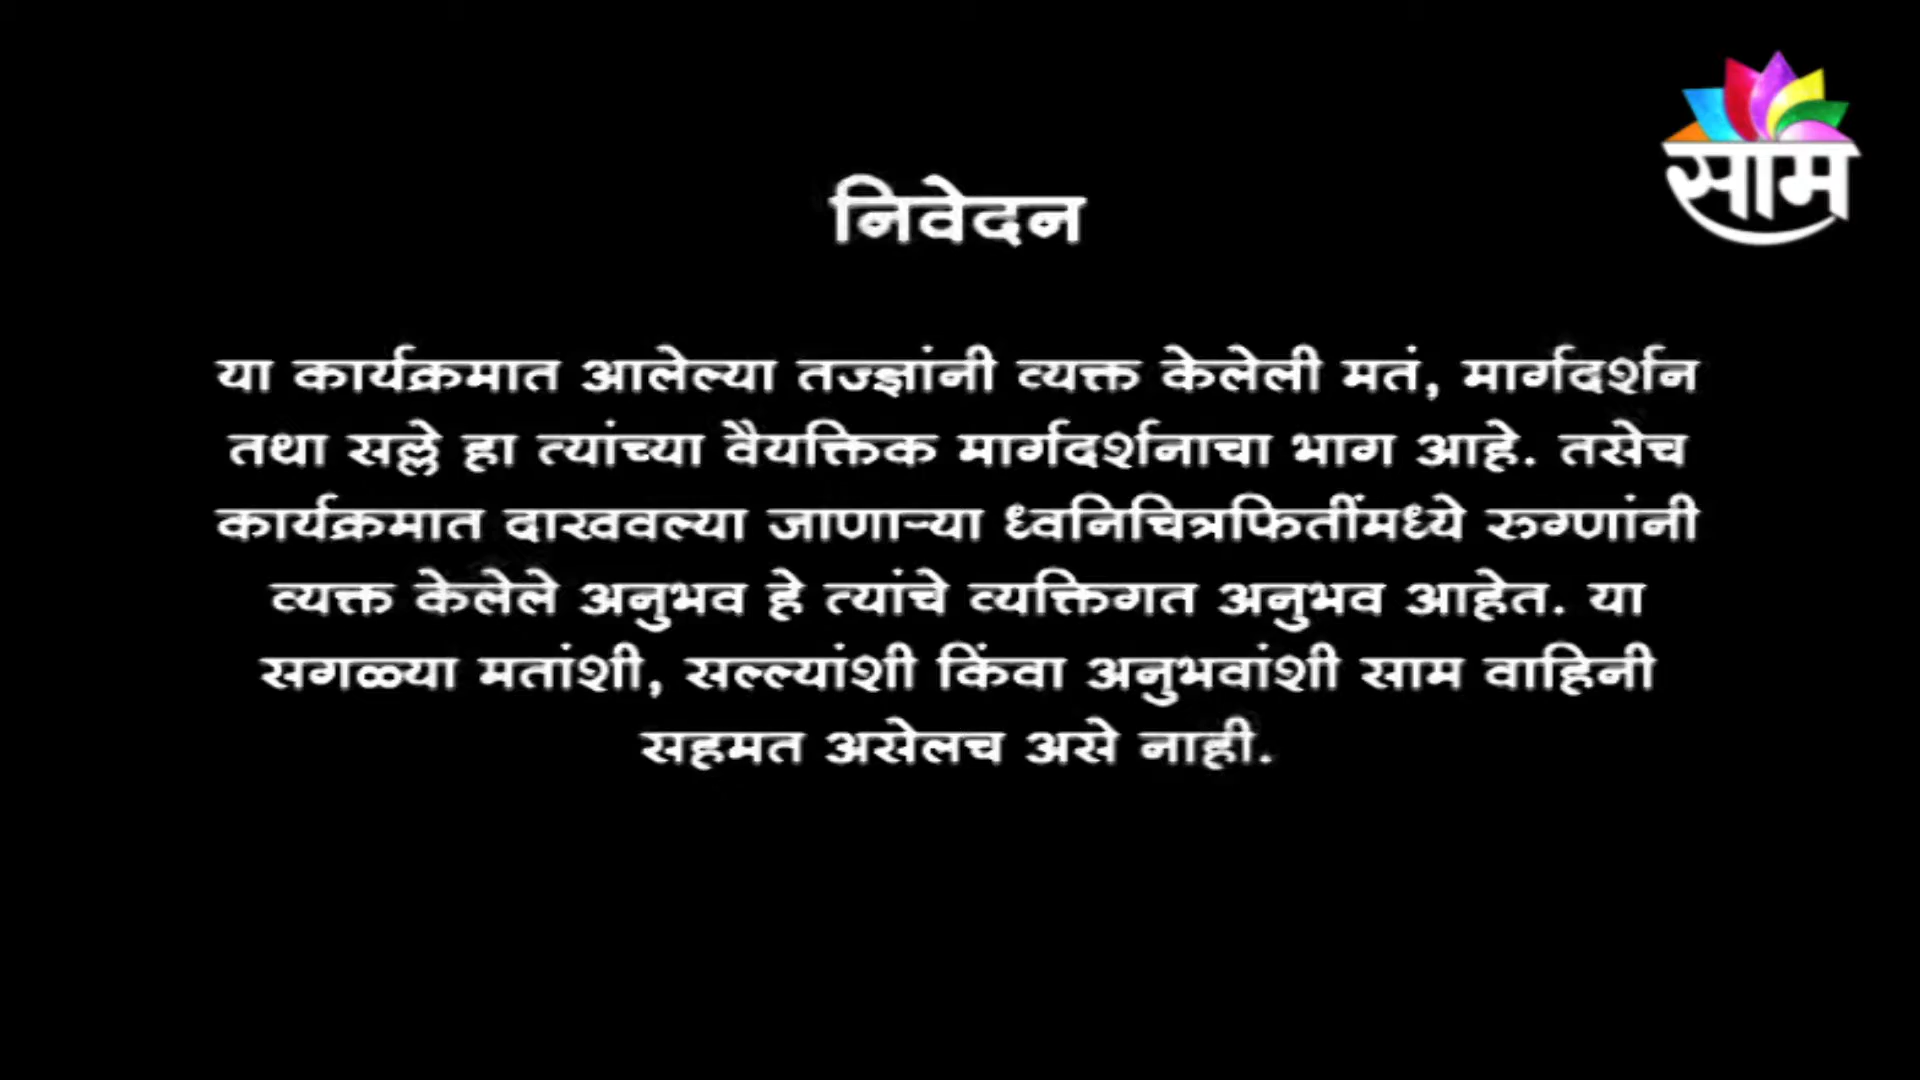 साम
निवेदन
या कार्यक्रमात आलेल्या तज्ज्ञांनी व्यक्त केलेली मतं, मार्गदर्शन
तथा सल्ले हा त्यांच्या वैयक्तिक मार्गदर्शनाचा भाग आहे. तसेच
कार्यक्रमात दाखवल्या जाणाऱ्या ध्वनिचित्रफितींमध्ये रुग्णांनी
व्यक्त केलेले अनुभव हे त्यांचे व्यक्तिगत अनुभव आहेत. या
सगळ्या मतांशी, सल्ल्यांशी किंवा अनुभवांशी साम वाहिनी
सहमत असेलच असे नाही.